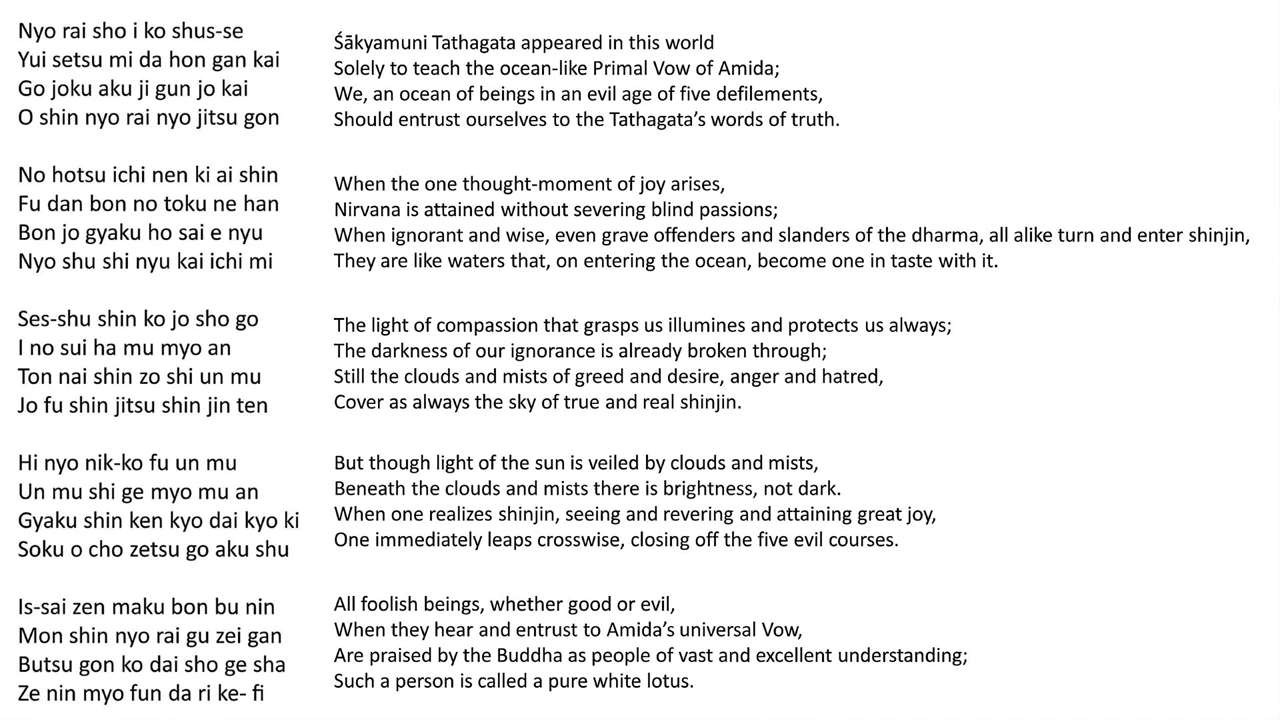 Nyo rai sho i ko shus-se
Yui setsu mi da hon gan kai
Go joku aku ji gun jo kai
O shin nyo rai nyo jitsu gon
Śākyamuni Tathagata appeared in this world
Solely to teach the ocean-like Primal Vow of Amida;
We, an ocean of beings in an evil age of five defilements,
Should entrust ourselves to the Tathagata’s words of truth.
No hotsu ichi nen ki ai shin
Fu dan bon no toku ne han
Bon jo gyaku ho sai e nyu
Nyo shu shi nyu kai ichi mi
When the one thought-moment of joy arises,
Nirvana is attained without severing blind passions;
When ignorant and wise, even grave offenders and slanders of the dharma, all alike turn and enter shinjin,
They are like waters that, on entering the ocean, become one in taste with it.
Ses-shu shin ko jo sho go
I no sui ha mu myo an
Ton nai shin zo shi un mu
Jo fu shin jitsu shin jin ten
The light of compassion that grasps us illumines and protects us always;
The darkness of our ignorance is already broken through;
Still the clouds and mists of greed and desire, anger and hatred,
Cover as always the sky of true and real shinjin.
Hi nyo nik-ko fu un mu
Un mu shi ge myo mu an
Gyaku shin ken kyo dai kyo ki
Soku o cho zetsu go aku shu
But though light of the sun is veiled by clouds and mists,
Beneath the clouds and mists there is brightness, not dark.
When one realizes shinjin, seeing and revering and attaining great joy,
One immediately leaps crosswise, closing off the five evil courses.
Is-sai zen maku bon bu nin
Mon shin nyo rai gu zei gan
Butsu gon ko dai sho ge sha
Ze nin myo fun da ri ke- fi
All foolish beings, whether good or evil,
When they hear and entrust to Amida’s universal Vow,
Are praised by the Buddha as people of vast and excellent understanding;
Such a person is called a pure white lotus.